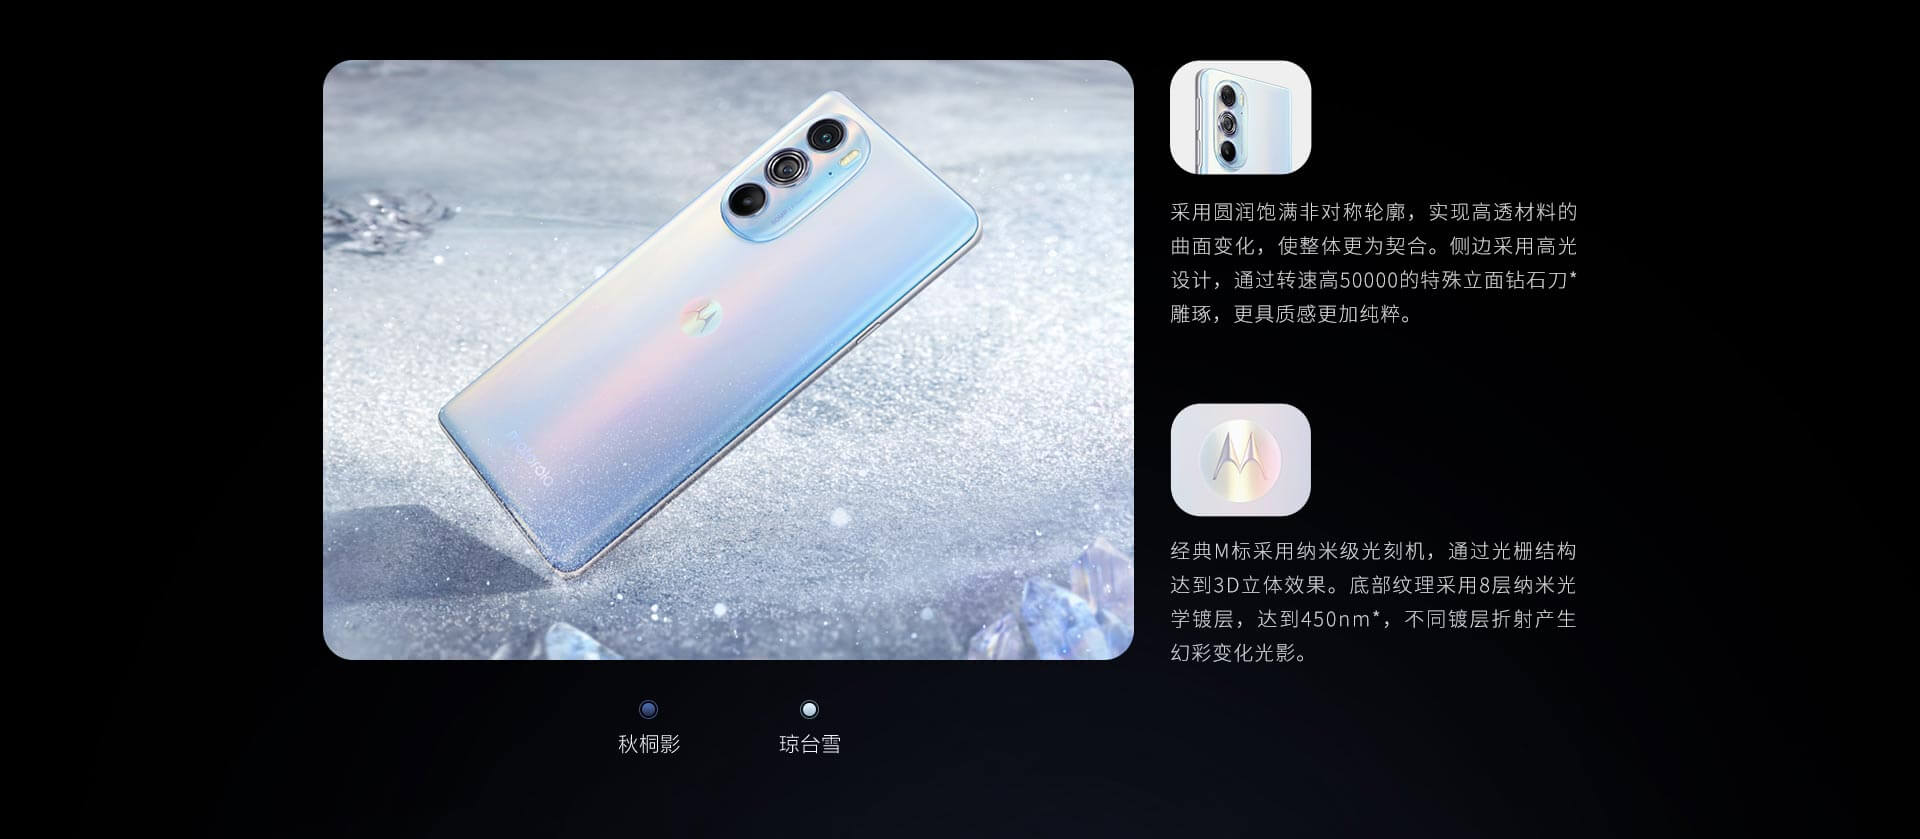 采用圆润饱满非对称轮廓，实现高透材料的
曲面变化，使整体更为契合。侧边采用高光
设计，通过转速高50000的特殊立面钻石刀*
雕琢，更具质感更加纯粹。
motorola
经典M标采用纳米级光刻机，通过光栅结构
达到3D立体效果。底部纹理采用8层纳米光
学镀层，达到450nm*，不同镀层折射产生
幻彩变化光影。
秋桐影
琼台雪